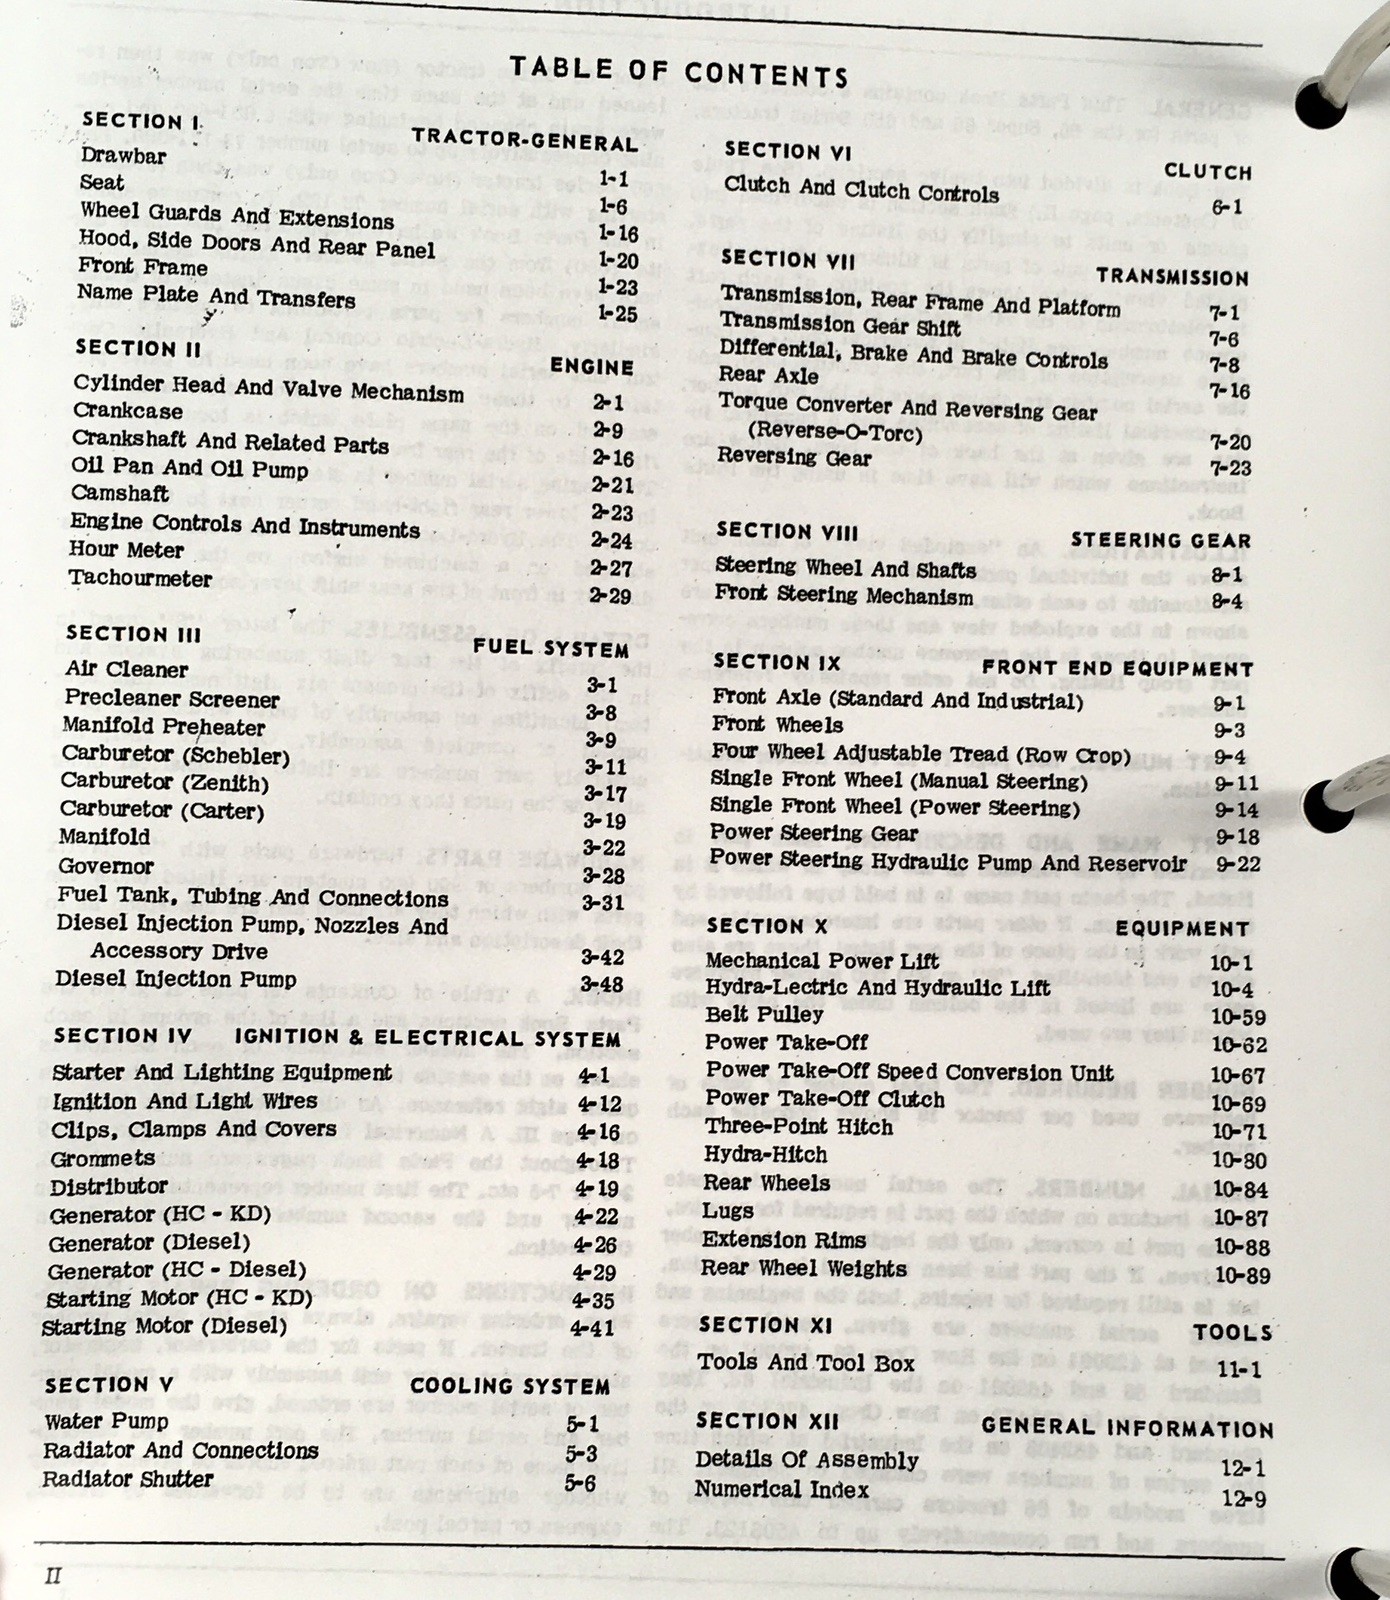 TABLE OF CONTENTS
SECTION I. TRACTOR-GENERAL
Drawbar 1-1
Seat 1-6
Wheel Guards And Extensions 1-16
Hood, Side Doors And Rear Panel 1-20
Front Frame 1-23
Name Plate And Transfers 1-25
SECTION II ENGINE
Cylinder Head And Valve Mechanism 2-1
Crankcase 2-9
Crankshaft And Related Parts 2-16
Oil Pan And Oil Pump 2-21
Camshaft 2-23
Engine Controls And Instruments 2-24
Hour Meter 2-27
Tachourmeter 2-29
SECTION III FUEL SYSTEM
Air Cleaner 3-1
Precleaner Screener 3-8
Manifold Preheater 3-9
Carburetor (Schebler) 3-11
Carburetor (Zenith) 3-17
Carburetor (Carter) 3-19
Manifold 3-22
Governor 3-28
Fuel Tank, Tubing And Connections 3-31
Diesel Injection Pump, Nozzles And
Accessory Drive 3-42
Diesel Injection Pump 3-48
SECTION IV IGNITION & ELECTRICAL SYSTEM
Starter And Lighting Equipment 4-1
Ignition And Light Wires 4-12
Clips, Clamps And Covers 4-16
Grommets 4-18
Distributor 4-19
Generator (HC - KD) 4-22
Generator (Diesel) 4-26
Generator (HC - Diesel) 4-29
Starting Motor (HC - KD) 4-35
Starting Motor (Diesel) 4-41
SECTION V COOLING SYSTEM
Water Pump 5-1
Radiator And Connections 5-3
Radiator Shutter 5-6
SECTION VI CLUTCH
Clutch And Clutch Controls 6-1
SECTION VII TRANSMISSION
Transmission, Rear Frame And Platform 7-1
Transmission Gear Shift 7-6
Differential, Brake And Brake Controls 7-8
Rear Axle 7-16
Torque Converter And Reversing Gear
(Reverse-O-Torc) 7-20
Reversing Gear 7-23
SECTION VIII STEERING GEAR
Steering Wheel And Shafts 8-1
Front Steering Mechanism 8-4
SECTION IX FRONT END EQUIPMENT
Front Axle (Standard And Industrial) 9-1
Front Wheels 9-3
Four Wheel Adjustable Tread (Row Crop) 9-4
Single Front Wheel (Manual Steering) 9-11
Single Front Wheel (Power Steering) 9-14
Power Steering Gear 9-18
Power Steering Hydraulic Pump And Reservoir 9-22
SECTION X EQUIPMENT
Mechanical Power Lift 10-1
Hydra-Lectric And Hydraulic Lift 10-4
Belt Pulley 10-59
Power Take-Off 10-62
Power Take-Off Speed Conversion Unit 10-67
Power Take-Off Clutch 10-69
Three-Point Hitch 10-71
Hydra-Hitch 10-80
Rear Wheels 10-84
Lugs 10-87
Extension Rims 10-88
Rear Wheel Weights 10-89
SECTION XI TOOLS
Tools And Tool Box 11-1
SECTION XII GENERAL INFORMATION
Details Of Assembly 12-1
Numerical Index 12-9
II